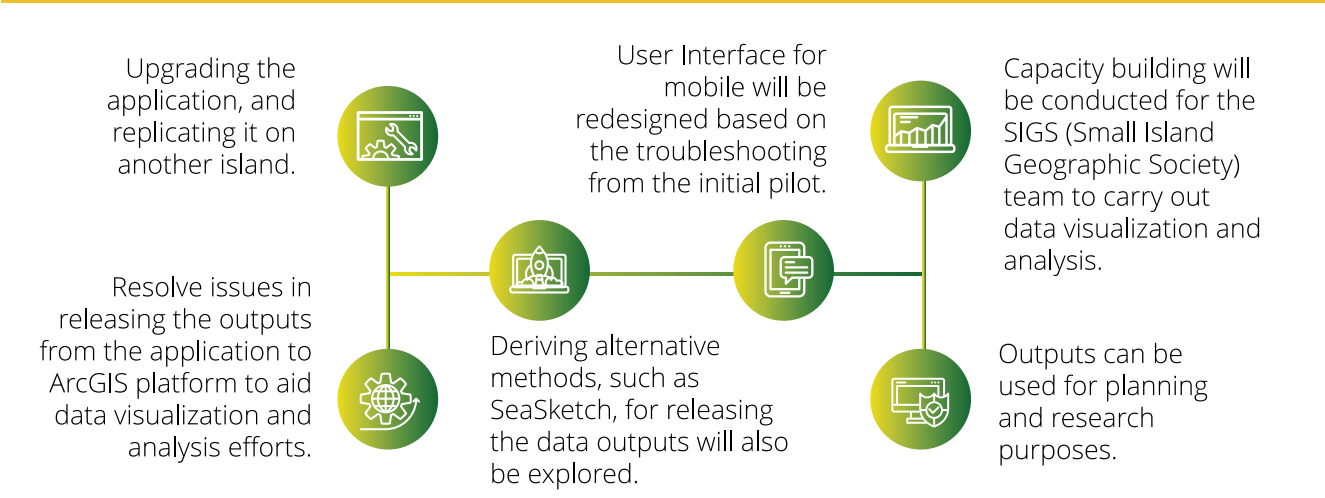 Upgrading the
application, and
replicating it on
another island.
Resolve issues in
releasing the outputs
from the application to
ArcGIS platform to aid
data visualization and
analysis efforts.
Deriving alternative
methods, such as
SeaSketch, for releasing
the data outputs will also
be explored.
User Interface for
mobile will be
redesigned based on
the troubleshooting
from the initial pilot.
Capacity building will
be conducted for the
SIGS (Small Island
Geographic Society)
team to carry out
data visualization and
analysis.
Outputs can be
used for planning
and research
purposes.